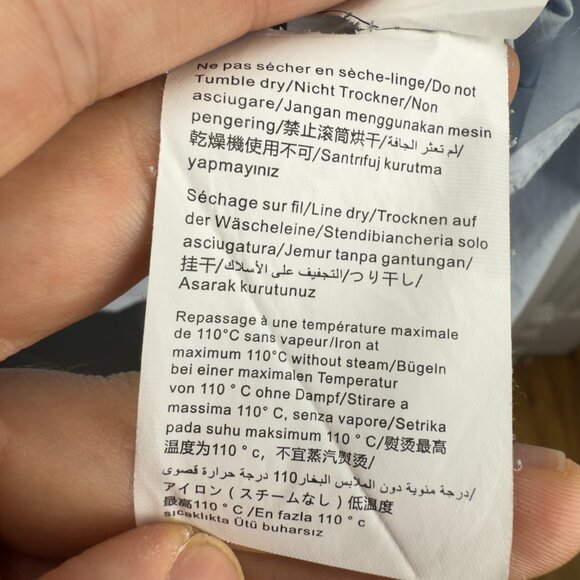 Ne pas sécher en sèche-linge/Do not
Tumble dry/Nicht Trockner/Non
asciugare/Jangan menggunakan mesin
pengering/禁止滚筒烘干/لم تعثر الجافة/
乾燥機使用不可/Santrifuj kurutma
yapmayınız
Séchage sur fil/Line dry/Trocknen auf
der Wäscheleine/Stendibiancheria solo
asciugatura/Jemur tanpa gantungan/
挂干/التجفيف على الأسلاك/つり干し/
Asarak kurutunuz
Repassage à une température maximale
de 110°C sans vapeur/Iron at
maximum 110°C without steam/Bügeln
bei einer maximalen Temperatur
von 110 ° C ohne Dampf/Stirare a
massima 110° C, senza vapore/Setrika
pada suhu maksimum 110 ° C/熨烫最高
温度为110 ° c, 不宜蒸汽熨烫/
درجة منوية دون الملابس البخار110 درجة حرارة قصوى/
アイロン ( スチームなし ) 低温度
最高110 ° C /En fazla 110 ° c
sıcaklıkta Ütü buharsız